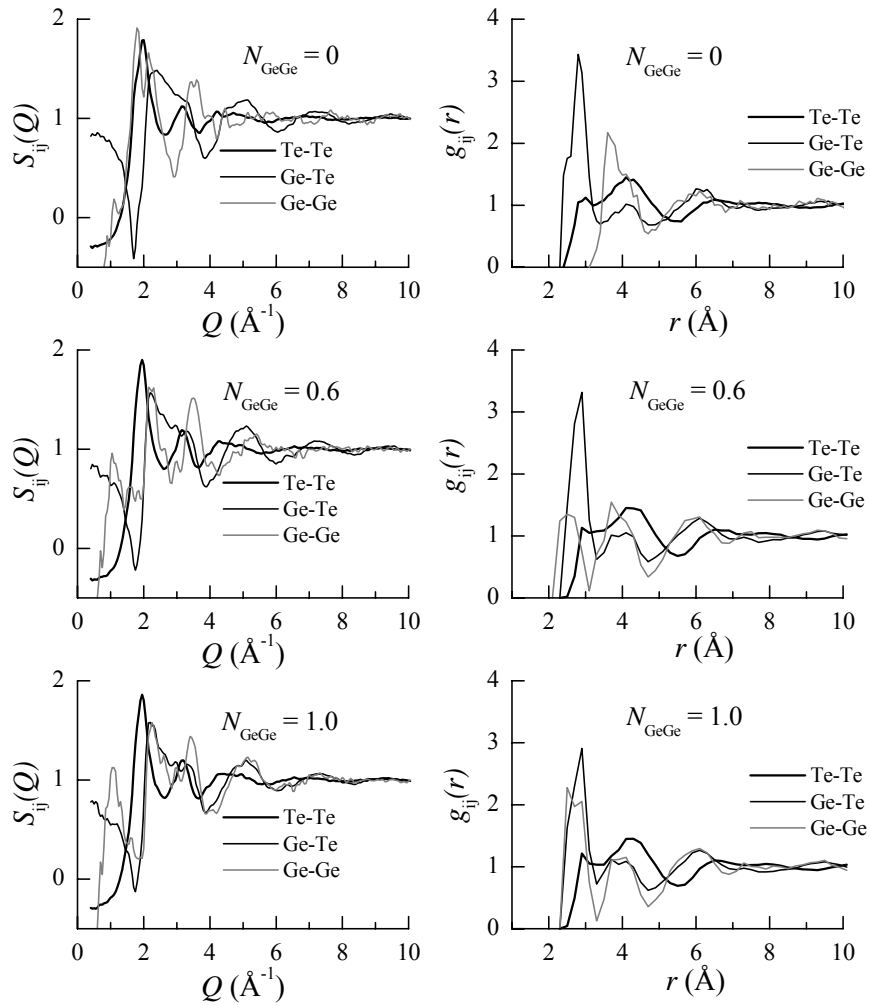 N_GeGe = 0
S_ij(Q)
2
1
0
Te-Te
Ge-Te
Ge-Ge
0 2 4 6 8 10
Q (Å⁻¹)
N_GeGe = 0
g_ij(r)
4
3
2
1
0
Te-Te
Ge-Te
Ge-Ge
2 4 6 8 10
r (Å)
N_GeGe = 0.6
S_ij(Q)
2
1
0
Te-Te
Ge-Te
Ge-Ge
0 2 4 6 8 10
Q (Å⁻¹)
N_GeGe = 0.6
g_ij(r)
4
3
2
1
0
Te-Te
Ge-Te
Ge-Ge
2 4 6 8 10
r (Å)
N_GeGe = 1.0
S_ij(Q)
2
1
0
Te-Te
Ge-Te
Ge-Ge
0 2 4 6 8 10
Q (Å⁻¹)
N_GeGe = 1.0
g_ij(r)
4
3
2
1
0
Te-Te
Ge-Te
Ge-Ge
2 4 6 8 10
r (Å)